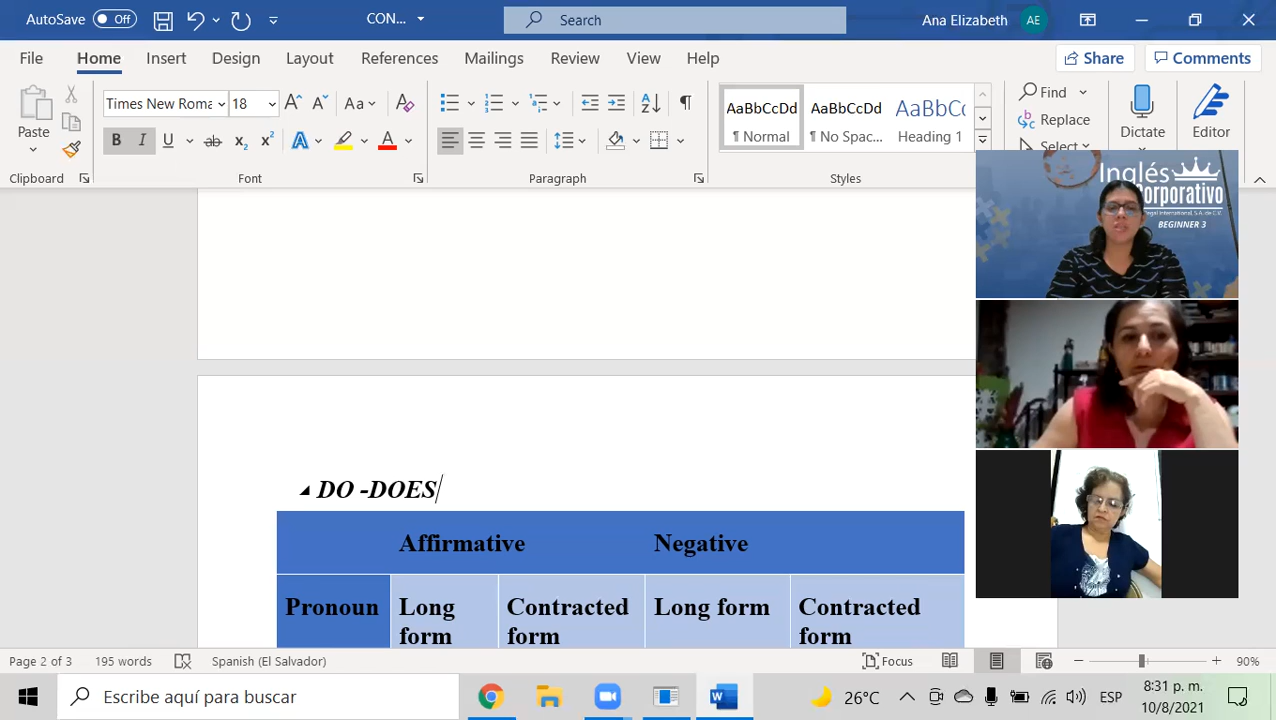 AutoSave Off CON... Search Ana Elizabeth AE
File Home Insert Design Layout References Mailings Review View Help Share Comments
Times New Roma 18 Aa AaBbCcDd AaBbCcDd AaBbCc Find
Paste ¶ Normal ¶ No Spac... Heading 1 Replace
Select Dictate Editor
Clipboard Font Paragraph Styles
Inglés
Corporativo
BEGINNER 3
DO -DOES
Affirmative Negative
Pronoun Long form Contracted form Long form Contracted form
Page 2 of 3 195 words Spanish (El Salvador) Focus 90%
Escribe aquí para buscar 26°C ESP 8:31 p. m.
10/8/2021